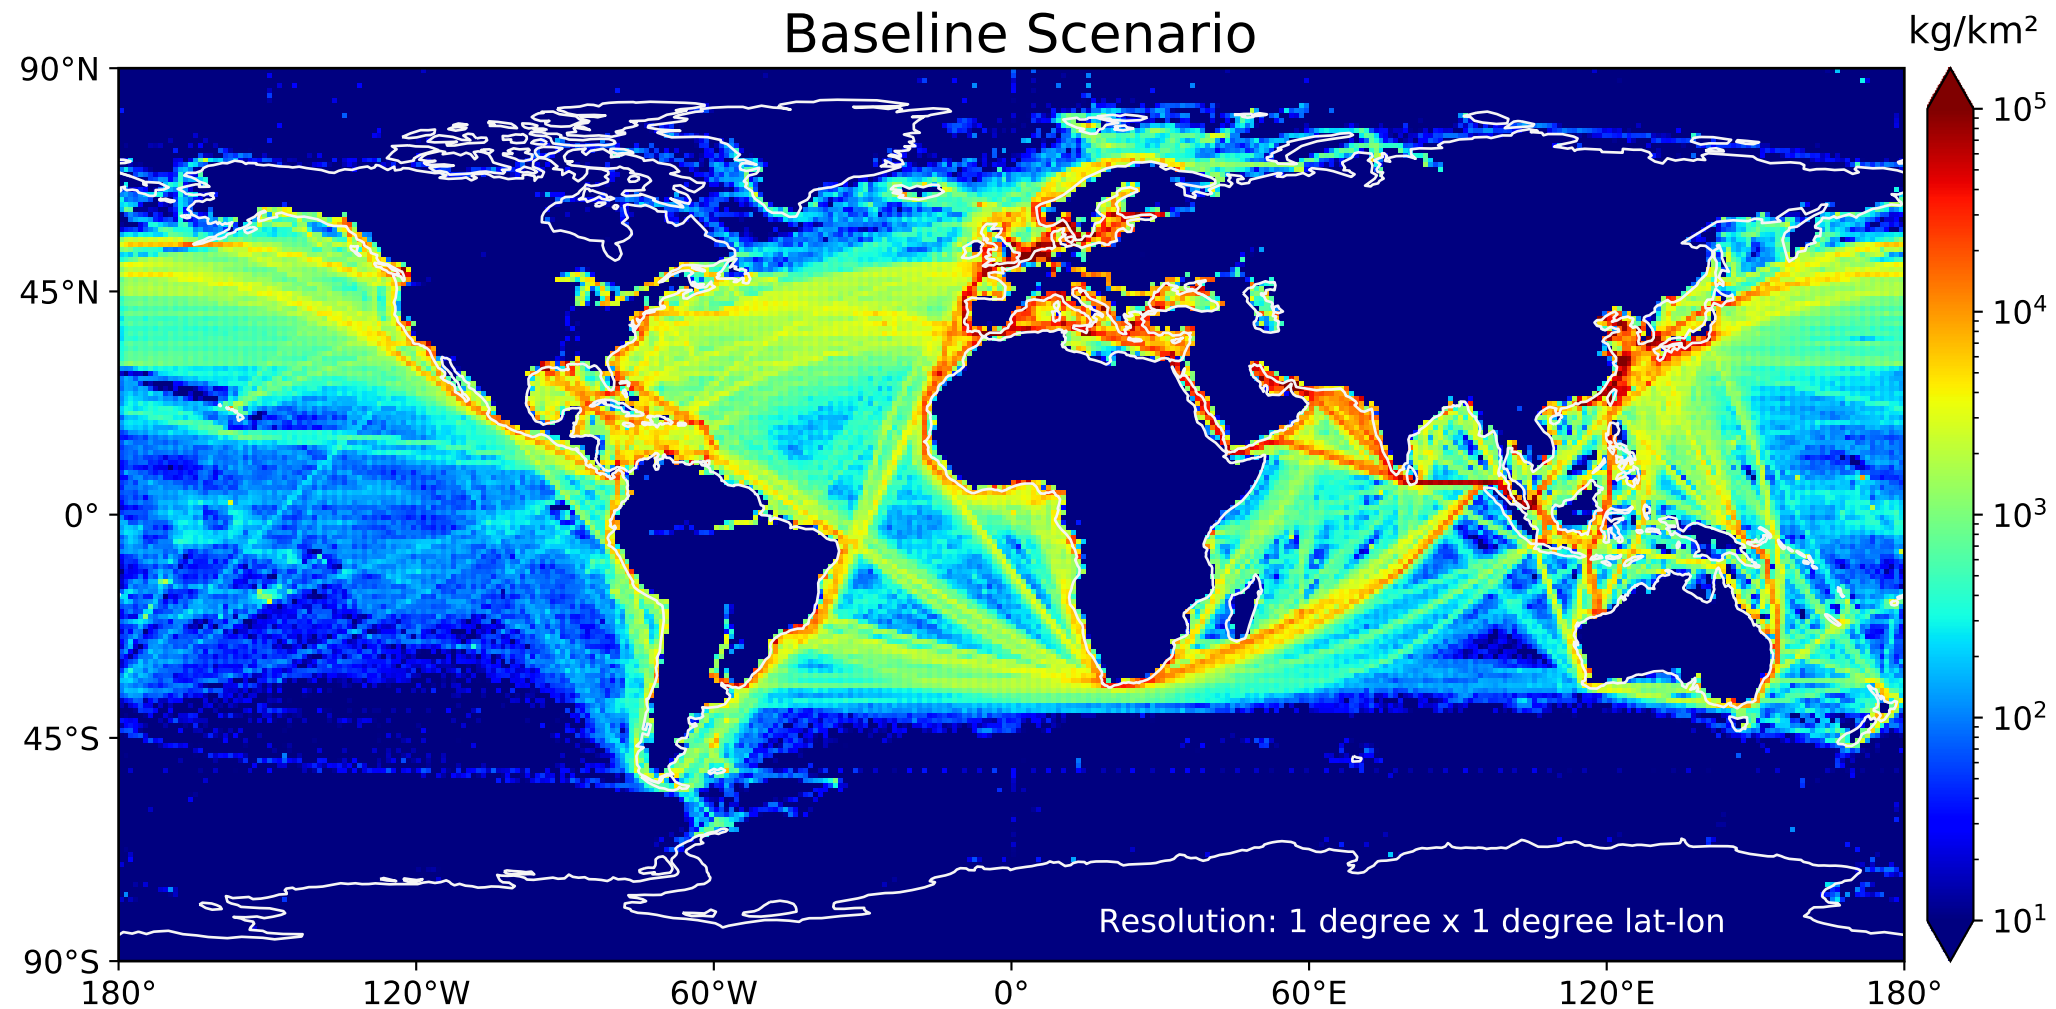 Baseline Scenario
kg/km²
90°N
45°N
0°
45°S
90°S
180°
120°W
60°W
0°
60°E
120°E
180°
10⁵
10⁴
10³
10²
10¹
Resolution: 1 degree x 1 degree lat-lon